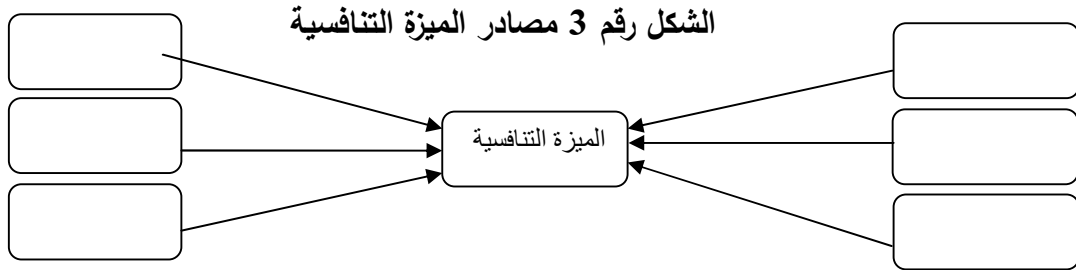 الشكل رقم 3 مصادر الميزة التنافسية
الميزة التنافسية